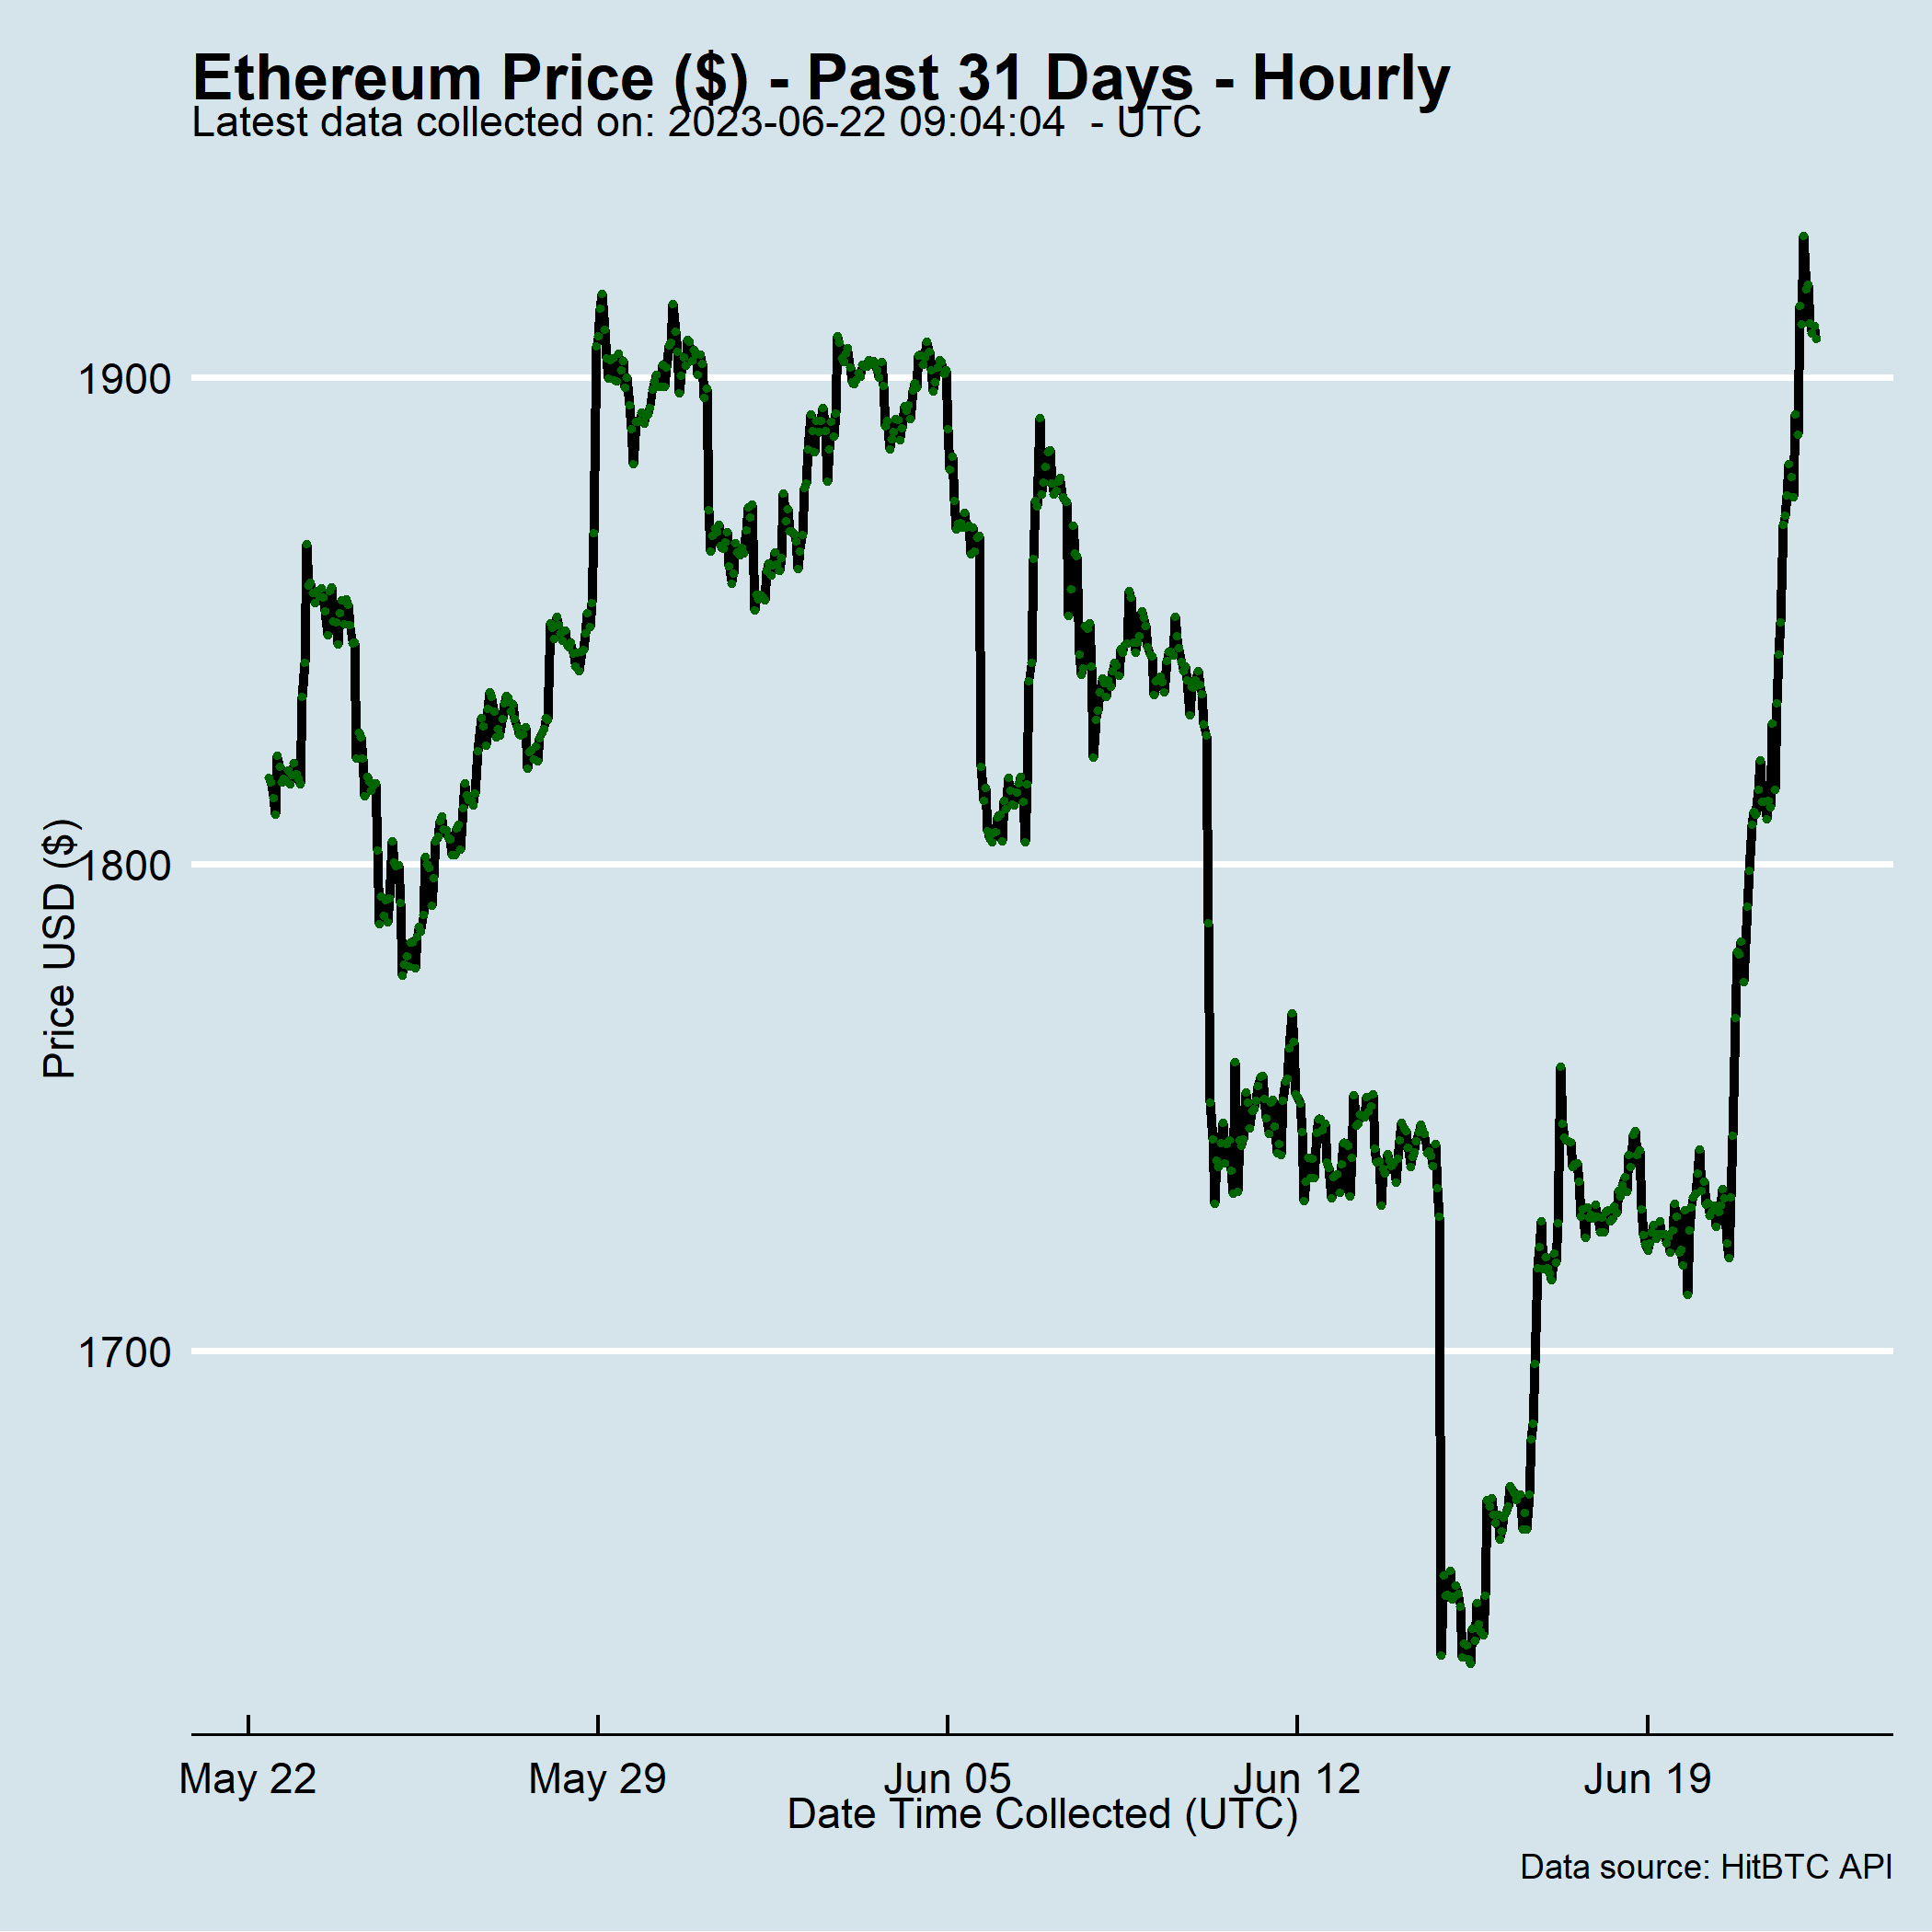 Ethereum Price ($) - Past 31 Days - Hourly
Latest data collected on: 2023-06-22 09:04:04  - UTC
Price USD ($)
1900
1800
1700
May 22
May 29
Jun 05
Jun 12
Jun 19
Date Time Collected (UTC)
Data source: HitBTC API